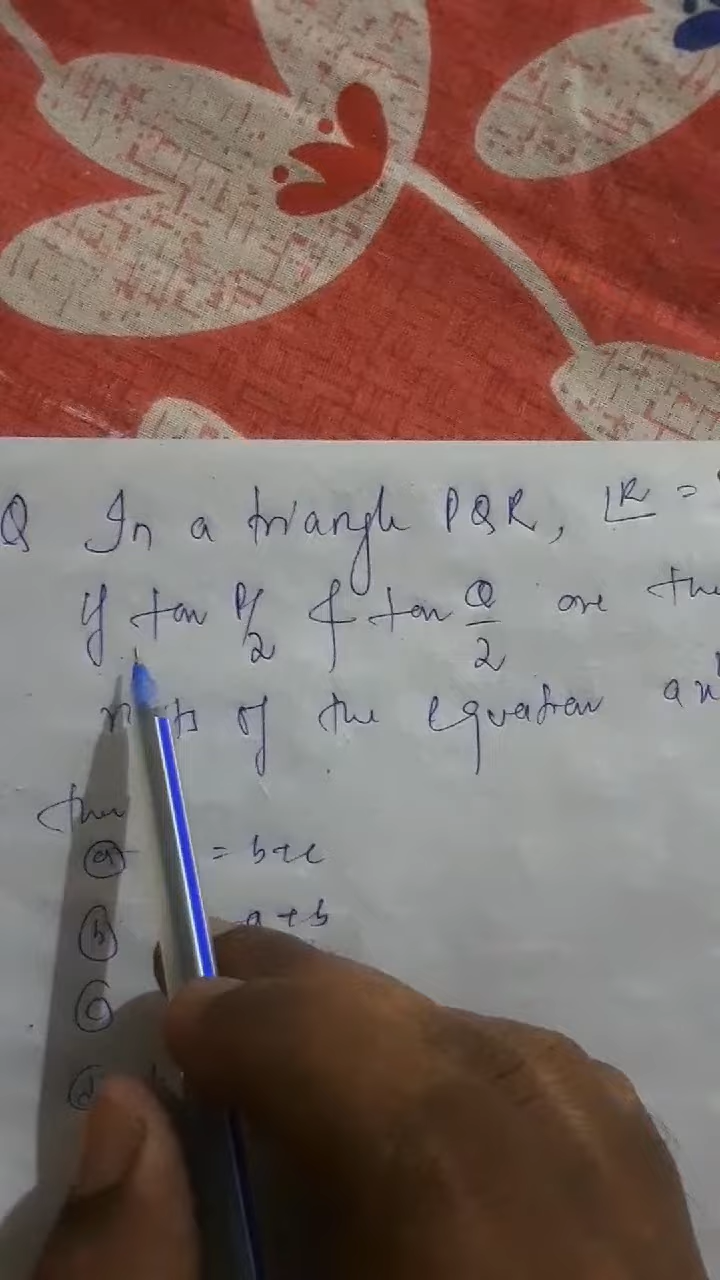 Q In a triangle PQR, ∠R =
If tan P/2 & tan Q/2 are the
of the equation ax
then
(a) = b+c
(b) a+b
(c)
(d)